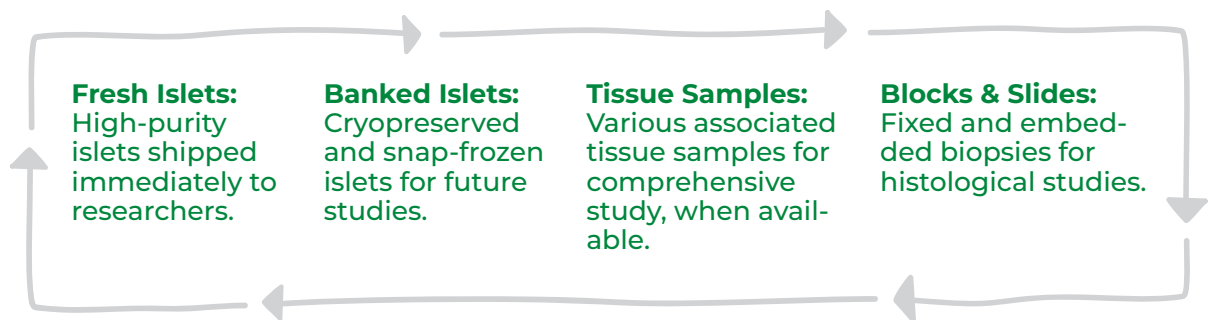 Fresh Islets:
High-purity
islets shipped
immediately to
researchers.
Banked Islets:
Cryopreserved
and snap-frozen
islets for future
studies.
Tissue Samples:
Various associated
tissue samples for
comprehensive
study, when avail-
able.
Blocks & Slides:
Fixed and embed-
ded biopsies for
histological studies.